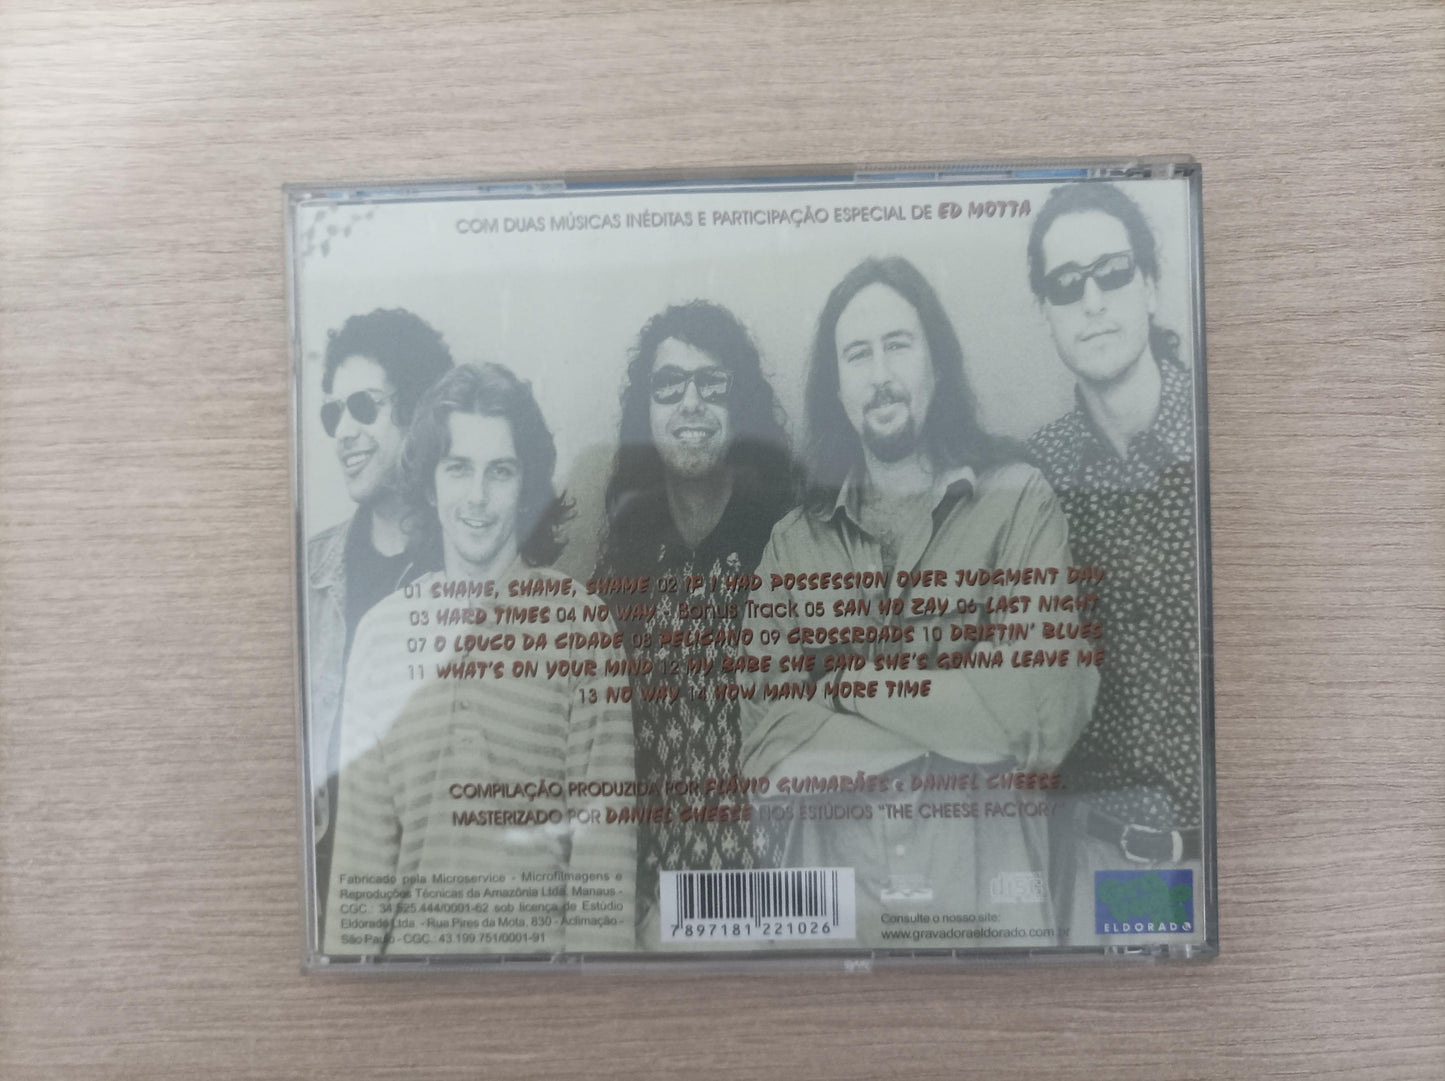 COM DUAS MÚSICAS INÉDITAS E PARTICIPAÇÃO ESPECIAL DE ED MOTTA
01 SHAME, SHAME, SHAME 02 IF I HAD POSSESSION OVER JUDGMENT DAY
03 HARD TIMES 04 NO WAY - Bonus Track 05 SAN HO ZAY 06 LAST NIGHT
07 O LOUCO DA CIDADE 08 PELICANO 09 CROSSROADS 10 DRIFTIN' BLUES
11 WHAT'S ON YOUR MIND 12 MY BABE SHE SAID SHE'S GONNA LEAVE ME
13 NO WAY 14 HOW MANY MORE TIME
COMPILAÇÃO PRODUZIDA POR FLÁVIO GUIMARÃES e DANIEL CHEESE.
MASTERIZADO POR DANIEL CHEESE NOS ESTÚDIOS "THE CHEESE FACTORY"
Fabricado pela Microservice - Microfilmagens e
Reproduções Técnicas da Amazônia Ltda. Manaus -
CGC.: 34.525.444/0001-62 sob licença de Estúdio
Eldorado Ltda. - Rua Pires da Mota, 830 - Aclimação -
São Paulo - CGC.: 43.199.751/0001-91
7 897181 221026
Consulte o nosso site:
www.gravadoraeldorado.com.br
ELDORADO